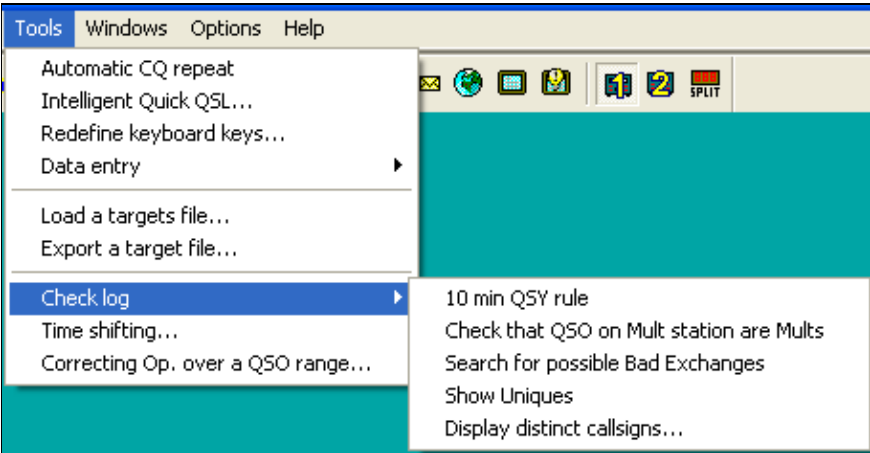 Tools Windows Options Help
1 2 SPLIT
Automatic CQ repeat
Intelligent Quick QSL...
Redefine keyboard keys...
Data entry
Load a targets file...
Export a target file...
Check log
Time shifting...
Correcting Op. over a QSO range...
10 min QSY rule
Check that QSO on Mult station are Mults
Search for possible Bad Exchanges
Show Uniques
Display distinct callsigns...